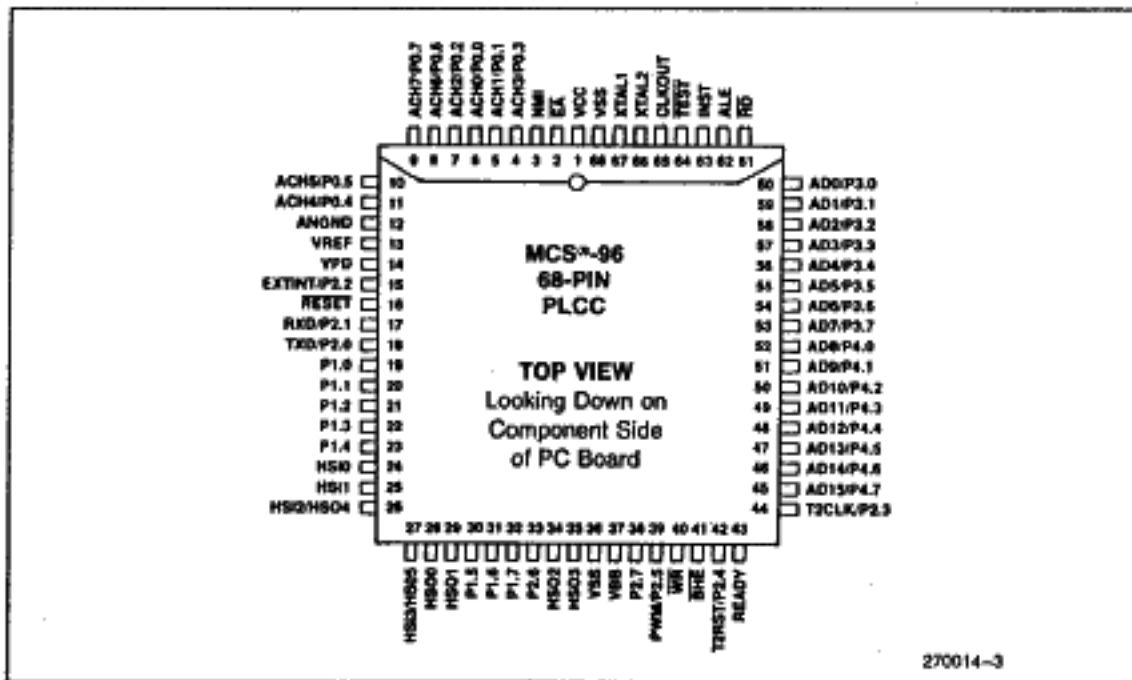 ACH7/P0.7
ACH6/P0.6
ACH2/P0.2
ACH0/P0.0
ACH1/P0.1
ACH3/P0.3
NMI
EA
VCC
VSS
XTAL1
XTAL2
CLKOUT
TEST
INST
ALE
RD
9 8 7 6 5 4 3 2 1 68 67 66 65 64 63 62 61
ACH5/P0.5 10
ACH4/P0.4 11
ANGND 12
VREF 13
VPD 14
EXTINT/P2.2 15
RESET 16
RXD/P2.1 17
TXD/P2.0 18
P1.0 19
P1.1 20
P1.2 21
P1.3 22
P1.4 23
HSI0 24
HSI1 25
HSI2/HSO4 26
MCS®-96
68-PIN
PLCC
TOP VIEW
Looking Down on
Component Side
of PC Board
60 AD0/P3.0
59 AD1/P3.1
58 AD2/P3.2
57 AD3/P3.3
56 AD4/P3.4
55 AD5/P3.5
54 AD6/P3.6
53 AD7/P3.7
52 AD8/P4.0
51 AD9/P4.1
50 AD10/P4.2
49 AD11/P4.3
48 AD12/P4.4
47 AD13/P4.5
46 AD14/P4.6
45 AD15/P4.7
44 T2CLK/P2.3
27 28 29 30 31 32 33 34 35 36 37 38 39 40 41 42 43
HSI3/HSO5
HSO0
HSO1
P1.5
P1.6
P1.7
P2.6
HSO2
HSO3
VSS
VBB
P2.7
PWM/P2.5
WR
BHE
T2RST/P2.4
READY
270014-3